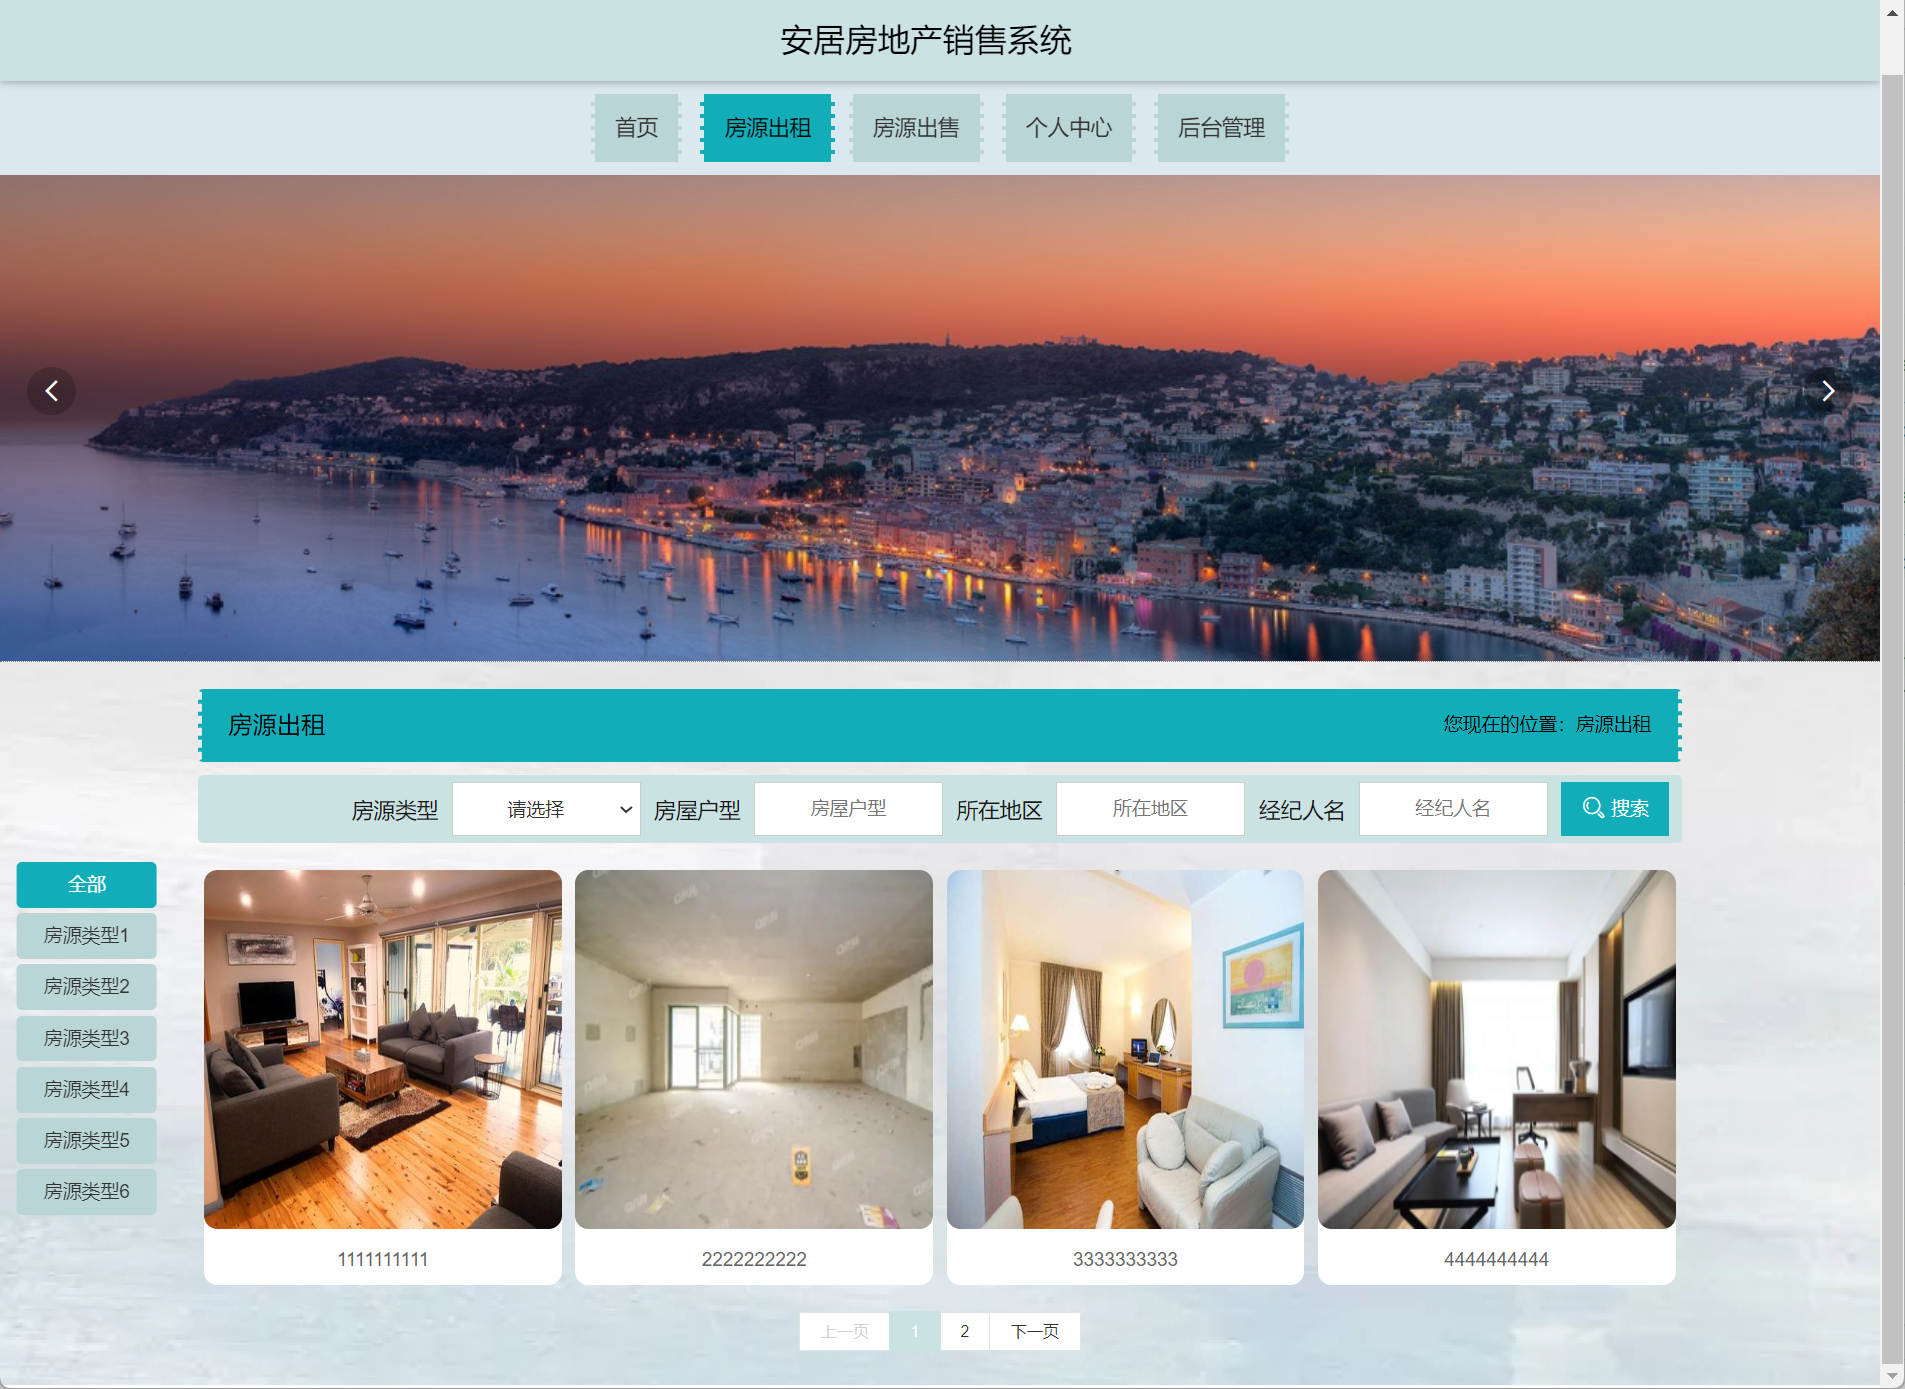 安居房地产销售系统
首页 房源出租 房源出售 个人中心 后台管理
房源出租 您现在的位置：房源出租
房源类型 请选择 房屋户型 房屋户型 所在地区 所在地区 经纪人名 经纪人名 搜索
全部
房源类型1
房源类型2
房源类型3
房源类型4
房源类型5
房源类型6
1111111111 2222222222 3333333333 4444444444
上一页 1 2 下一页